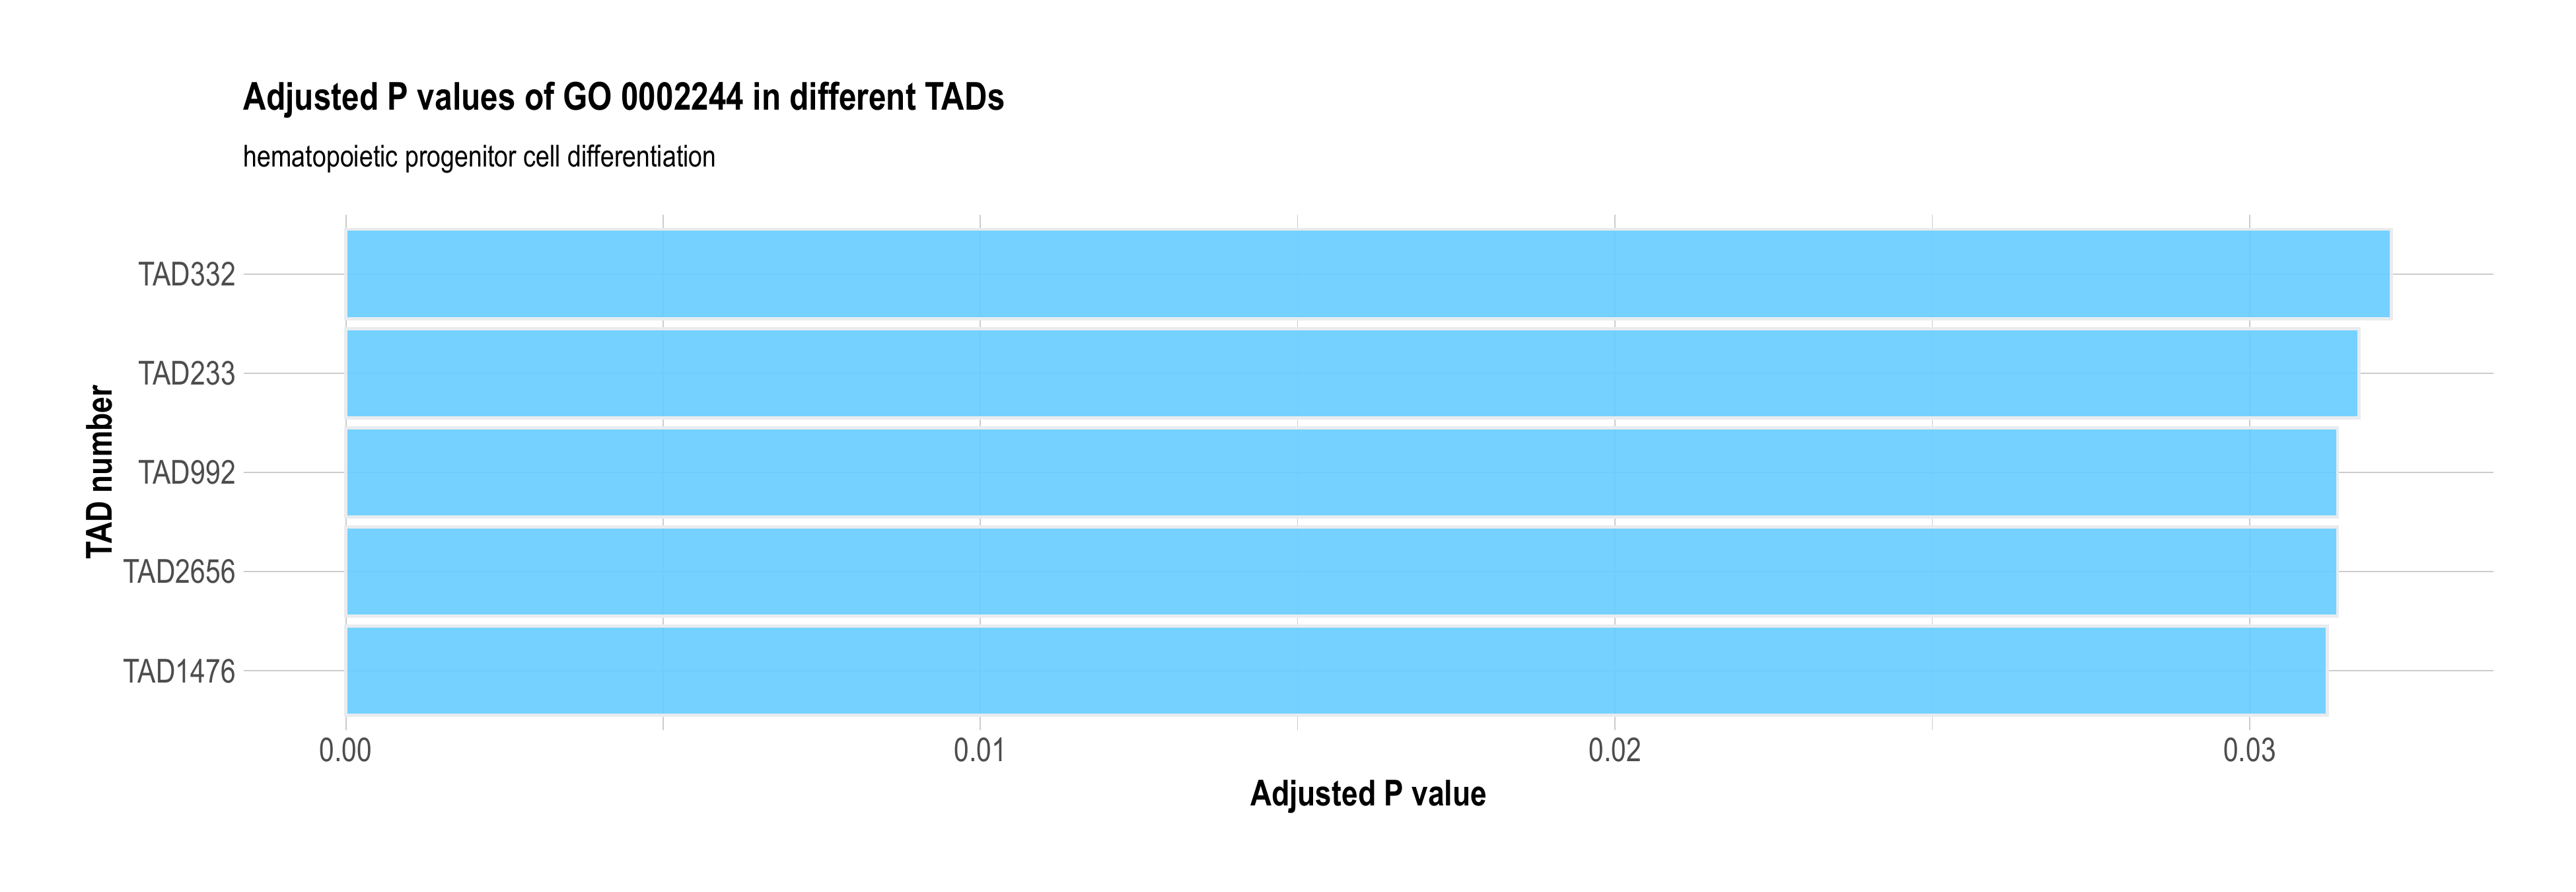 Adjusted P values of GO 0002244 in different TADs
hematopoietic progenitor cell differentiation
TAD number
TAD332
TAD233
TAD992
TAD2656
TAD1476
0.00 0.01 0.02 0.03
Adjusted P value